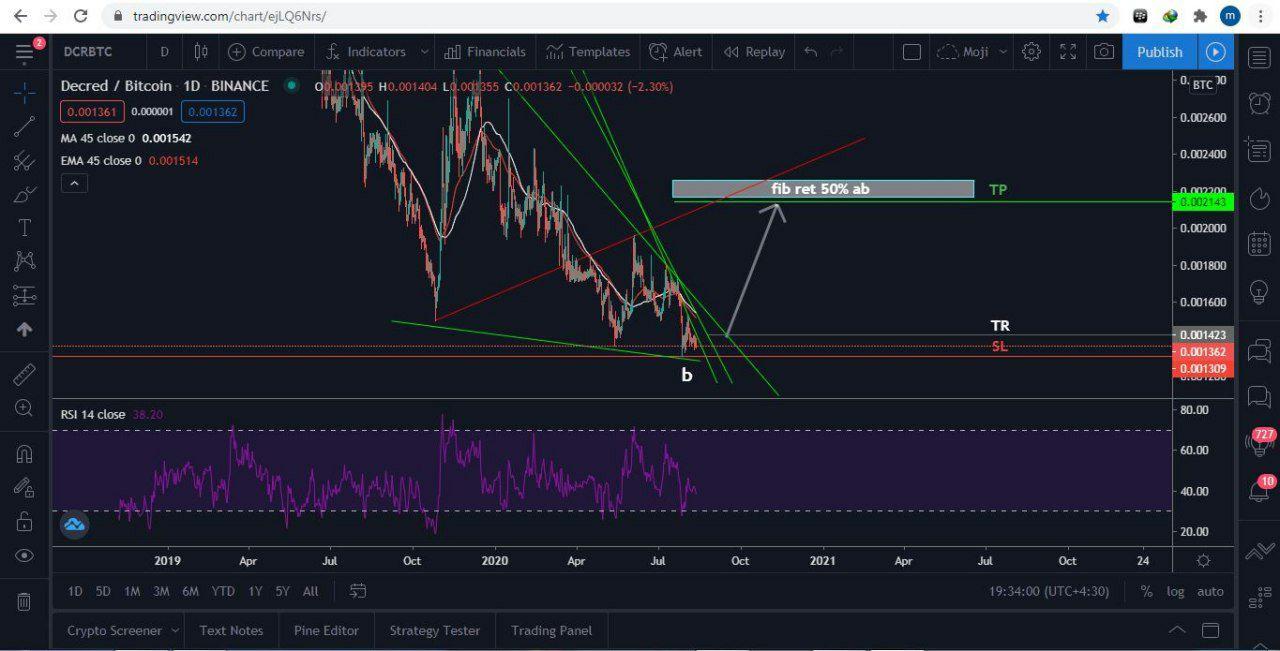 tradingview.com/chart/ejLQ6Nrs/
m
2
DCRBTC D Compare Indicators Financials Templates Alert Replay Moji Publish
Decred / Bitcoin · 1D · BINANCE O0.001395 H0.001404 L0.001355 C0.001362 −0.000032 (−2.30%)
0.001361 0.000001 0.001362
MA 45 close 0 0.001542
EMA 45 close 0 0.001514
BTC
0.002600
0.002400
0.002200
fib ret 50% ab TP
0.002143
0.002000
0.001800
0.001600
TR
0.001423
SL
0.001362
0.001309
b
RSI 14 close 38.20
80.00
60.00
40.00
20.00
727
10
2019 Apr Jul Oct 2020 Apr Jul Oct 2021 Apr Jul Oct 24
1D 5D 1M 3M 6M YTD 1Y 5Y All 19:34:00 (UTC+4:30) % log auto
Crypto Screener Text Notes Pine Editor Strategy Tester Trading Panel